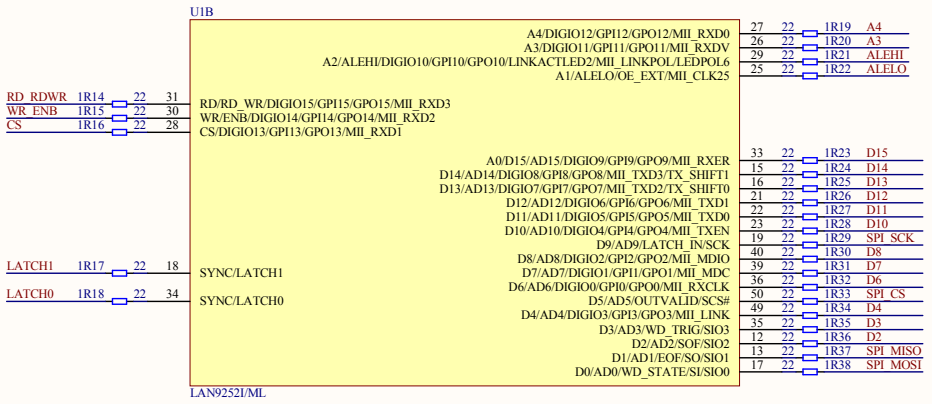 U1B
A4/DIGIO12/GPI12/GPO12/MII_RXD0 27 22 1R19 A4
A3/DIGIO11/GPI11/GPO11/MII_RXDV 26 22 1R20 A3
A2/ALEHI/DIGIO10/GPI10/GPO10/LINKACTLED2/MII_LINKPOL/LEDPOL6 29 22 1R21 ALEHI
A1/ALELO/OE_EXT/MII_CLK25 25 22 1R22 ALELO
RD_RDWR 1R14 22 31 RD/RD_WR/DIGIO15/GPI15/GPO15/MII_RXD3
WR_ENB 1R15 22 30 WR/ENB/DIGIO14/GPI14/GPO14/MII_RXD2
CS 1R16 22 28 CS/DIGIO13/GPI13/GPO13/MII_RXD1
A0/D15/AD15/DIGIO9/GPI9/GPO9/MII_RXER 33 22 1R23 D15
D14/AD14/DIGIO8/GPI8/GPO8/MII_TXD3/TX_SHIFT1 15 22 1R24 D14
D13/AD13/DIGIO7/GPI7/GPO7/MII_TXD2/TX_SHIFT0 16 22 1R25 D13
D12/AD12/DIGIO6/GPI6/GPO6/MII_TXD1 21 22 1R26 D12
D11/AD11/DIGIO5/GPI5/GPO5/MII_TXD0 22 22 1R27 D11
D10/AD10/DIGIO4/GPI4/GPO4/MII_TXEN 23 22 1R28 D10
D9/AD9/LATCH_IN/SCK 19 22 1R29 SPI_SCK
D8/AD8/DIGIO2/GPI2/GPO2/MII_MDIO 40 22 1R30 D8
LATCH1 1R17 22 18 SYNC/LATCH1 D7/AD7/DIGIO1/GPI1/GPO1/MII_MDC 39 22 1R31 D7
D6/AD6/DIGIO0/GPI0/GPO0/MII_RXCLK 36 22 1R32 D6
LATCH0 1R18 22 34 SYNC/LATCH0 D5/AD5/OUTVALID/SCS# 50 22 1R33 SPI_CS
D4/AD4/DIGIO3/GPI3/GPO3/MII_LINK 49 22 1R34 D4
D3/AD3/WD_TRIG/SIO3 35 22 1R35 D3
D2/AD2/SOF/SIO2 12 22 1R36 D2
D1/AD1/EOF/SO/SIO1 13 22 1R37 SPI_MISO
D0/AD0/WD_STATE/SI/SIO0 17 22 1R38 SPI_MOSI
LAN9252I/ML